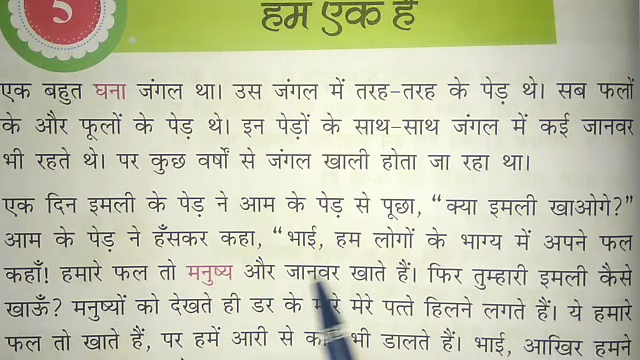 5
हम एक हैं
एक बहुत घना जंगल था। उस जंगल में तरह-तरह के पेड़ थे। सब फलों
के और फूलों के पेड़ थे। इन पेड़ों के साथ-साथ जंगल में कई जानवर
भी रहते थे। पर कुछ वर्षों से जंगल खाली होता जा रहा था।
एक दिन इमली के पेड़ ने आम के पेड़ से पूछा, “क्या इमली खाओगे?”
आम के पेड़ ने हँसकर कहा, “भाई, हम लोगों के भाग्य में अपने फल
कहाँ! हमारे फल तो मनुष्य और जानवर खाते हैं। फिर तुम्हारी इमली कैसे
खाऊँ? मनुष्यों को देखते ही डर के मारे मेरे पत्ते हिलने लगते हैं। ये हमारे
फल तो खाते हैं, पर हमें आरी से भी डालते हैं। भाई, आखिर हमने